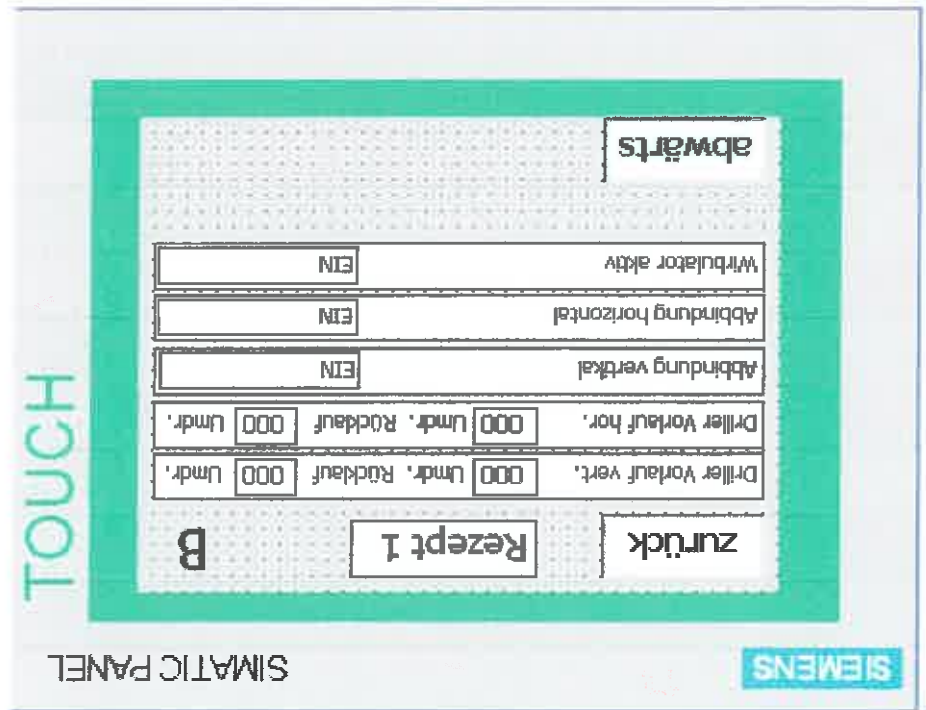 SIEMENS SIMATIC PANEL
TOUCH
zurück Rezept 1 B
Driller Vorlauf vert. 000 Umdr. Rücklauf 000 Umdr.
Driller Vorlauf hor. 000 Umdr. Rücklauf 000 Umdr.
Abbindung vertikal EIN
Abbindung horizontal EIN
Wirbulator aktiv EIN
abwärts